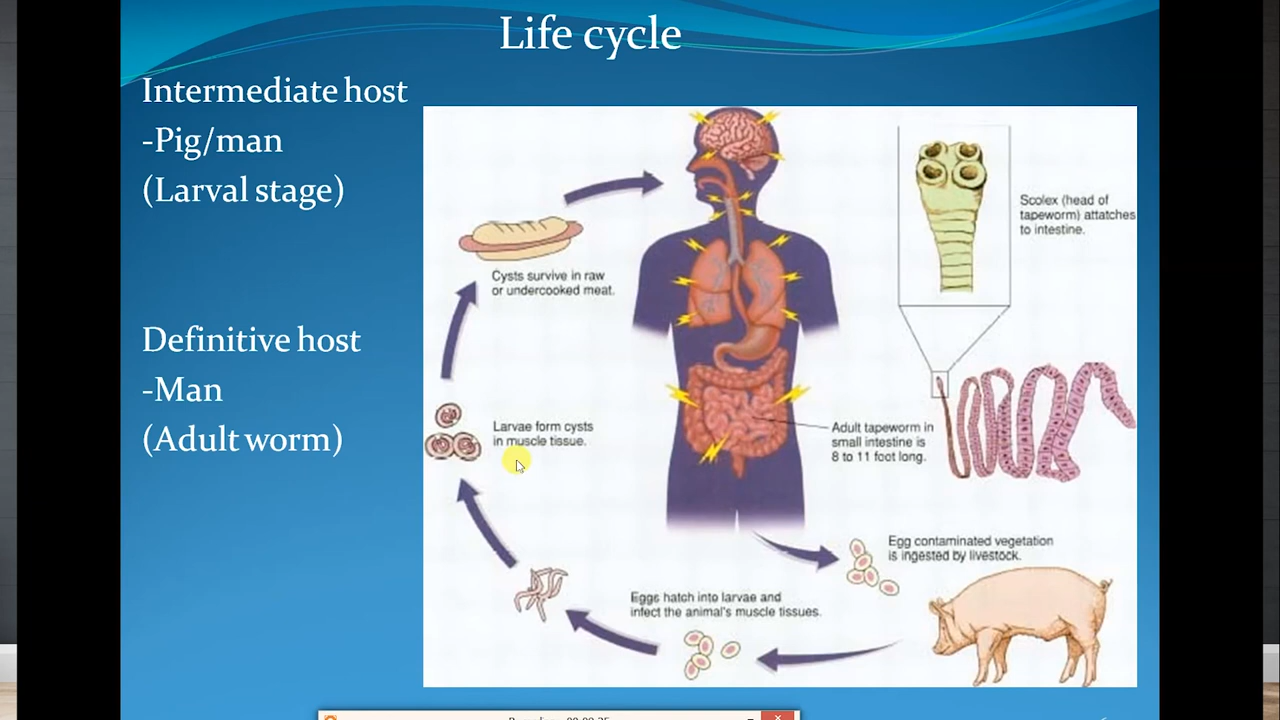 Life cycle
Intermediate host
-Pig/man
(Larval stage)
Definitive host
-Man
(Adult worm)
Scolex (head of
tapeworm) attatches
to intestine.
Cysts survive in raw
or undercooked meat.
Larvae form cysts
in muscle tissue.
Adult tapeworm in
small intestine is
8 to 11 foot long.
Egg contaminated vegetation
is ingested by livestock.
Eggs hatch into larvae and
infect the animal's muscle tissues.